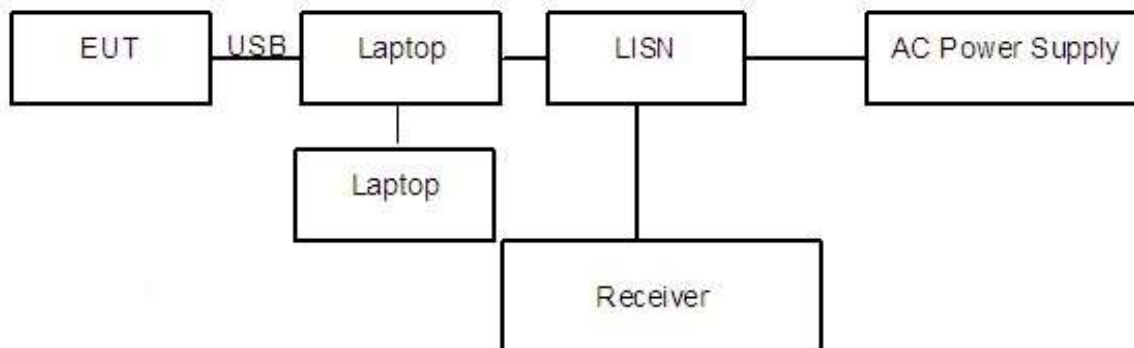 EUT
USB
Laptop
LISN
AC Power Supply
Laptop
Receiver